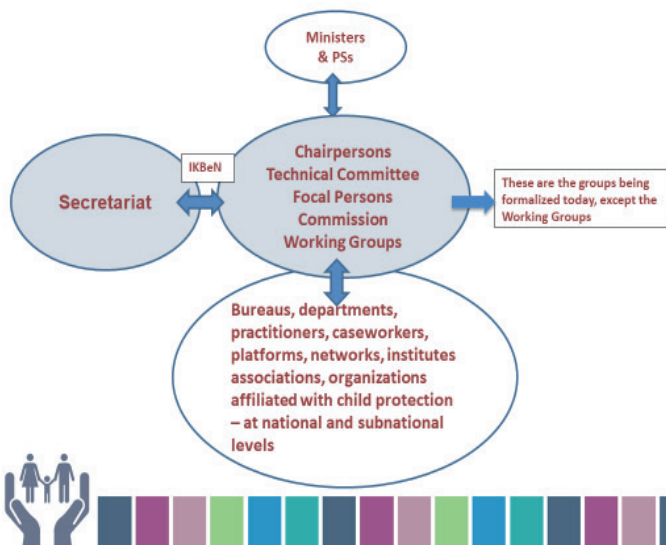 Ministers
& PSs
IKBeN
Secretariat
Chairpersons
Technical Committee
Focal Persons
Commission
Working Groups
These are the groups being
formalized today, except the
Working Groups
Bureaus, departments,
practitioners, caseworkers,
platforms, networks, institutes
associations, organizations
affiliated with child protection
– at national and subnational
levels